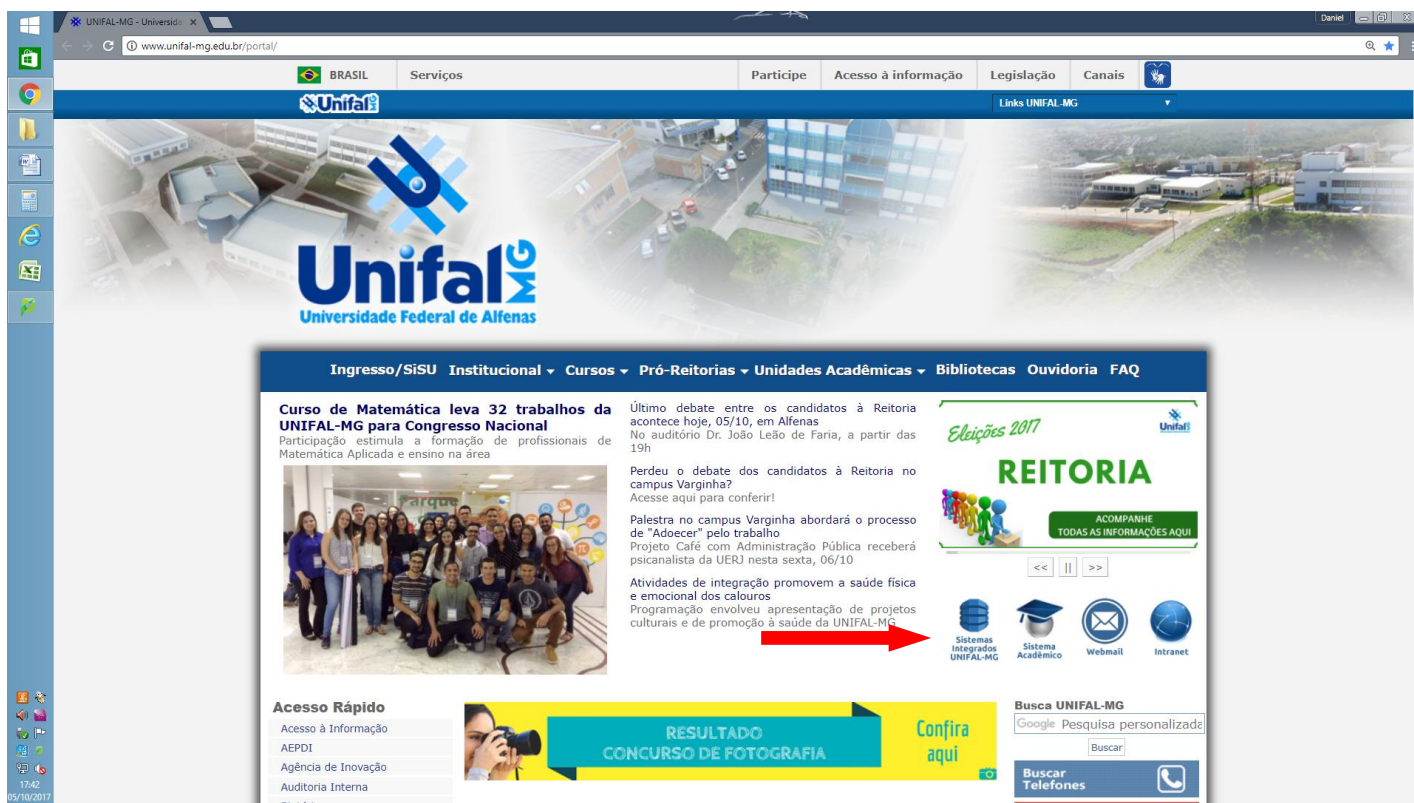 UNIFAL-MG - Universida
Daniel
www.unifal-mg.edu.br/portal/
BRASIL Serviços Participe Acesso à informação Legislação Canais
Unifal MG
Links UNIFAL-MG
Unifal MG
Universidade Federal de Alfenas
Ingresso/SiSU Institucional Cursos Pró-Reitorias Unidades Acadêmicas Bibliotecas Ouvidoria FAQ
Curso de Matemática leva 32 trabalhos da
UNIFAL-MG para Congresso Nacional
Participação estimula a formação de profissionais de
Matemática Aplicada e ensino na área
Parque
Último debate entre os candidatos à Reitoria
acontece hoje, 05/10, em Alfenas
No auditório Dr. João Leão de Faria, a partir das
19h
Perdeu o debate dos candidatos à Reitoria no
campus Varginha?
Acesse aqui para conferir!
Palestra no campus Varginha abordará o processo
de "Adoecer" pelo trabalho
Projeto Café com Administração Pública receberá
psicanalista da UERJ nesta sexta, 06/10
Atividades de integração promovem a saúde física
e emocional dos calouros
Programação envolveu apresentação de projetos
culturais e de promoção à saúde da UNIFAL-MG
Eleições 2017
Unifal
REITORIA
ACOMPANHE
TODAS AS INFORMAÇÕES AQUI
<< || >>
Sistemas
Integrados
UNIFAL-MG
Sistema
Acadêmico
Webmail
Intranet
Acesso Rápido
Acesso à Informação
AEPDI
Agência de Inovação
Auditoria Interna
RESULTADO
CONCURSO DE FOTOGRAFIA
Confira
aqui
Busca UNIFAL-MG
Google Pesquisa personalizada
Buscar
Buscar
Telefones
17:42
05/10/2017